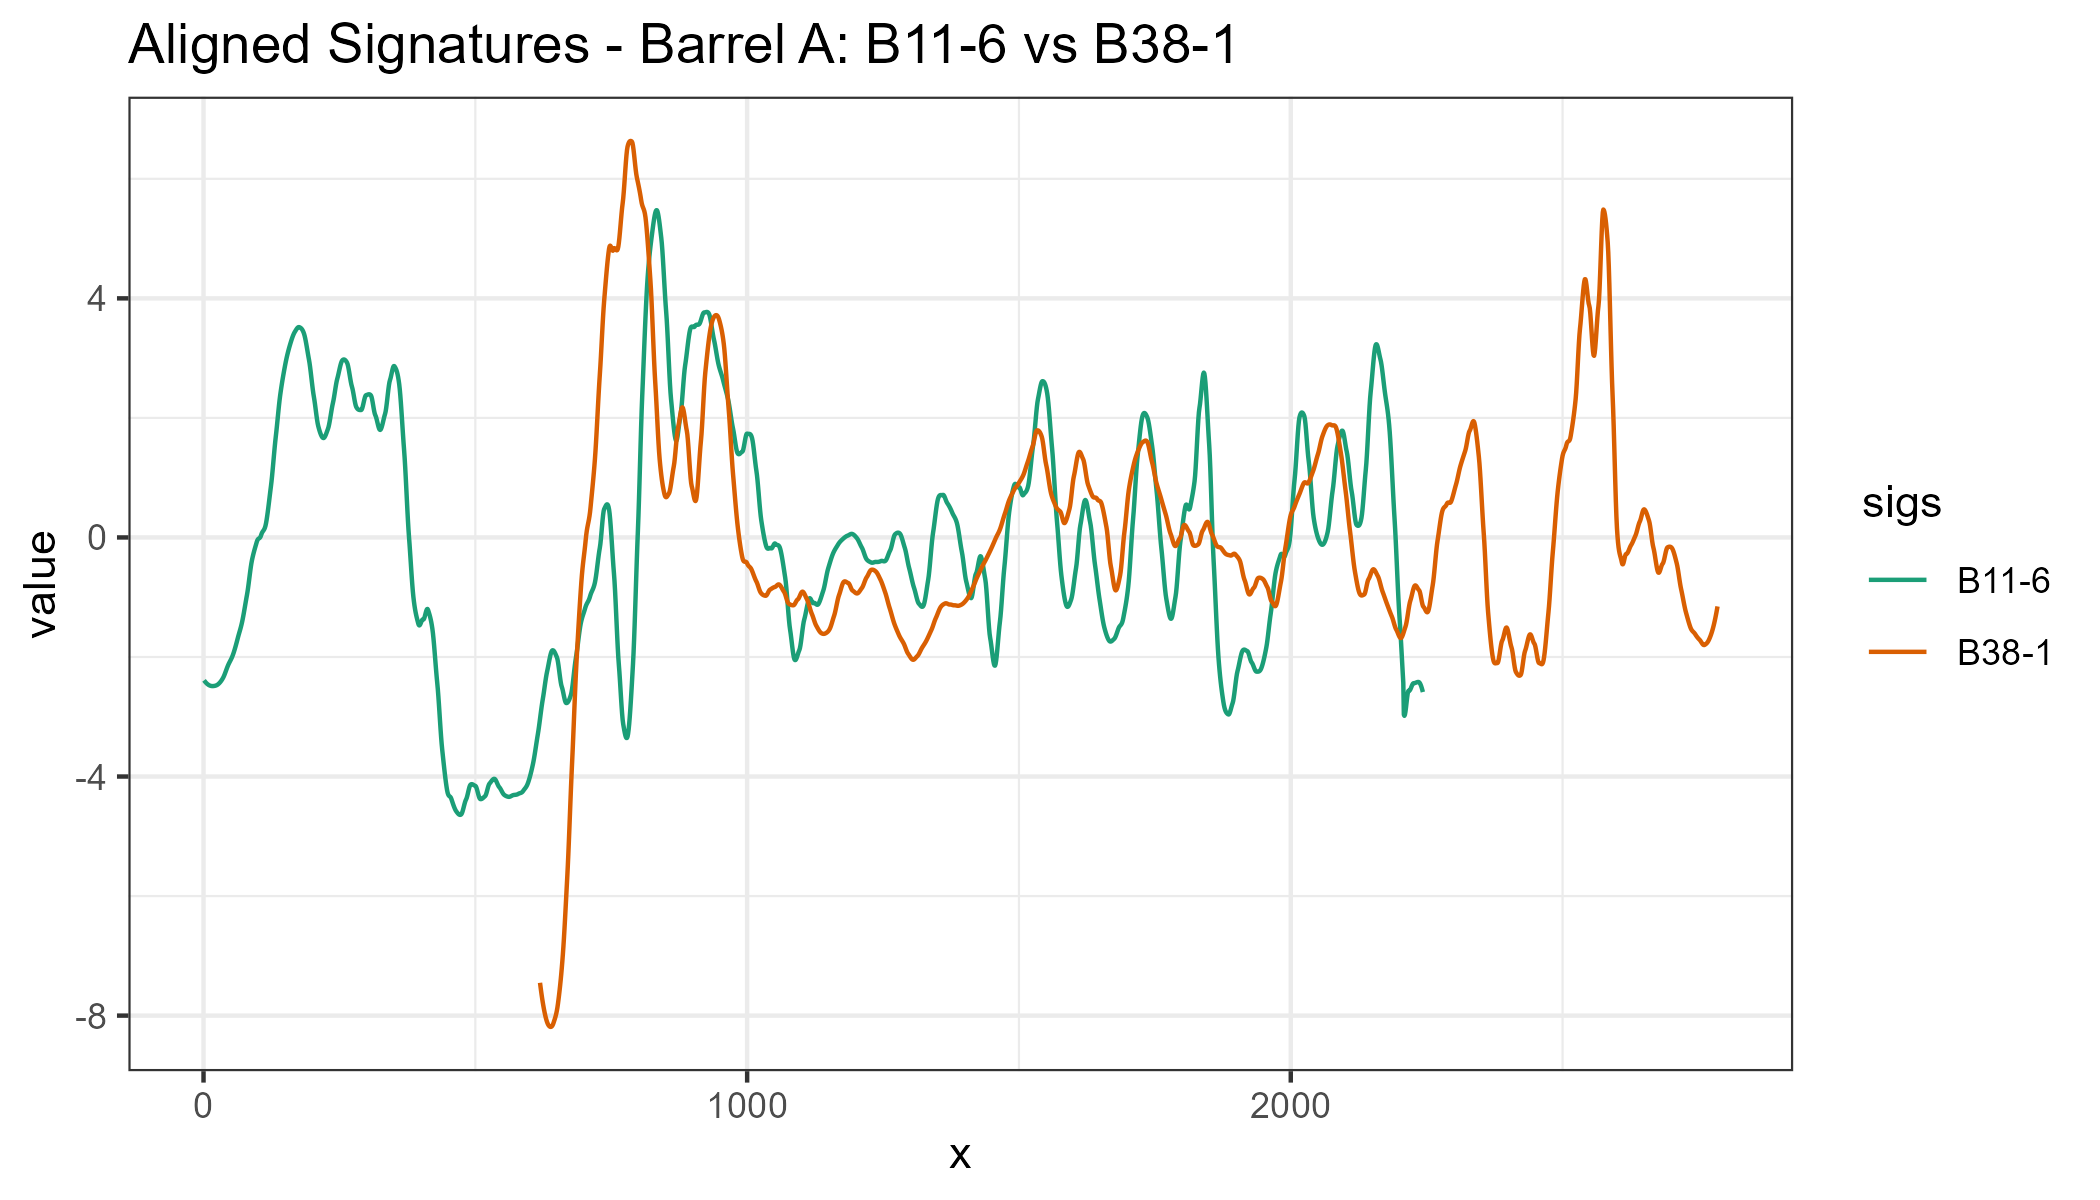 Aligned Signatures - Barrel A: B11-6 vs B38-1
value
4
0
-4
-8
0 1000 2000
x
sigs
B11-6
B38-1